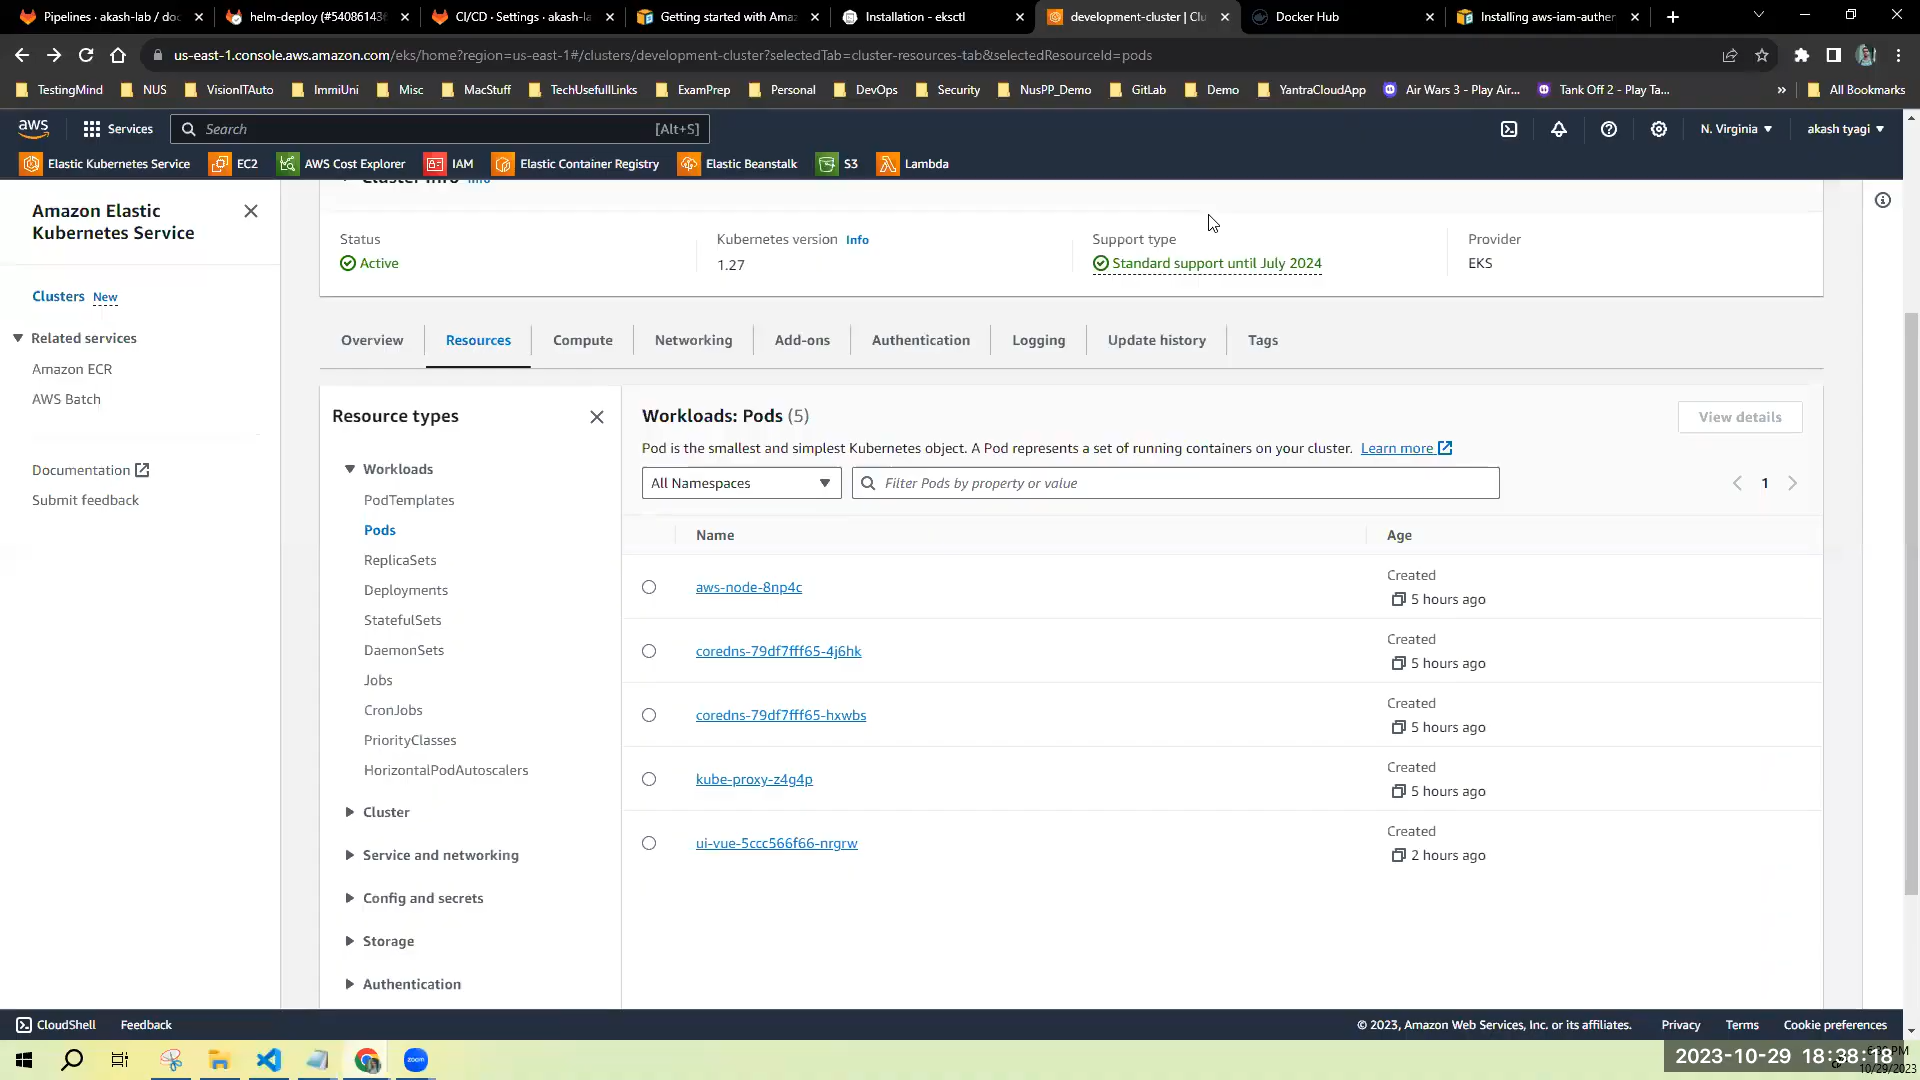 Pipelines · akash-lab / doc
helm-deploy (#54086143
CI/CD · Settings · akash-la
Getting started with Amaz
Installation - eksctl
development-cluster | Clu
Docker Hub
Installing aws-iam-auther
us-east-1.console.aws.amazon.com/eks/home?region=us-east-1#/clusters/development-cluster?selectedTab=cluster-resources-tab&selectedResourceId=pods
TestingMind
NUS
VisionITAuto
ImmiUni
Misc
MacStuff
TechUsefullLinks
ExamPrep
Personal
DevOps
Security
NusPP_Demo
GitLab
Demo
YantraCloudApp
Air Wars 3 - Play Air...
Tank Off 2 - Play Ta...
»
All Bookmarks
aws
Services
Search
[Alt+S]
N. Virginia
akash tyagi
Elastic Kubernetes Service
EC2
AWS Cost Explorer
IAM
Elastic Container Registry
Elastic Beanstalk
S3
Lambda
Amazon Elastic
Kubernetes Service
Clusters New
Related services
Amazon ECR
AWS Batch
Documentation
Submit feedback
Cluster info Info
Status
Active
Kubernetes version Info
1.27
Support type
Standard support until July 2024
Provider
EKS
Overview
Resources
Compute
Networking
Add-ons
Authentication
Logging
Update history
Tags
Resource types
Workloads
PodTemplates
Pods
ReplicaSets
Deployments
StatefulSets
DaemonSets
Jobs
CronJobs
PriorityClasses
HorizontalPodAutoscalers
Cluster
Service and networking
Config and secrets
Storage
Authentication
Workloads: Pods (5)
View details
Pod is the smallest and simplest Kubernetes object. A Pod represents a set of running containers on your cluster. Learn more
All Namespaces
Filter Pods by property or value
1
Name
Age
aws-node-8np4c
Created
5 hours ago
coredns-79df7fff65-4j6hk
Created
5 hours ago
coredns-79df7fff65-hxwbs
Created
5 hours ago
kube-proxy-z4g4p
Created
5 hours ago
ui-vue-5ccc566f66-nrgrw
Created
2 hours ago
CloudShell
Feedback
© 2023, Amazon Web Services, Inc. or its affiliates.
Privacy
Terms
Cookie preferences
zoom
2023-10-29 18:38:18
10/29/2023